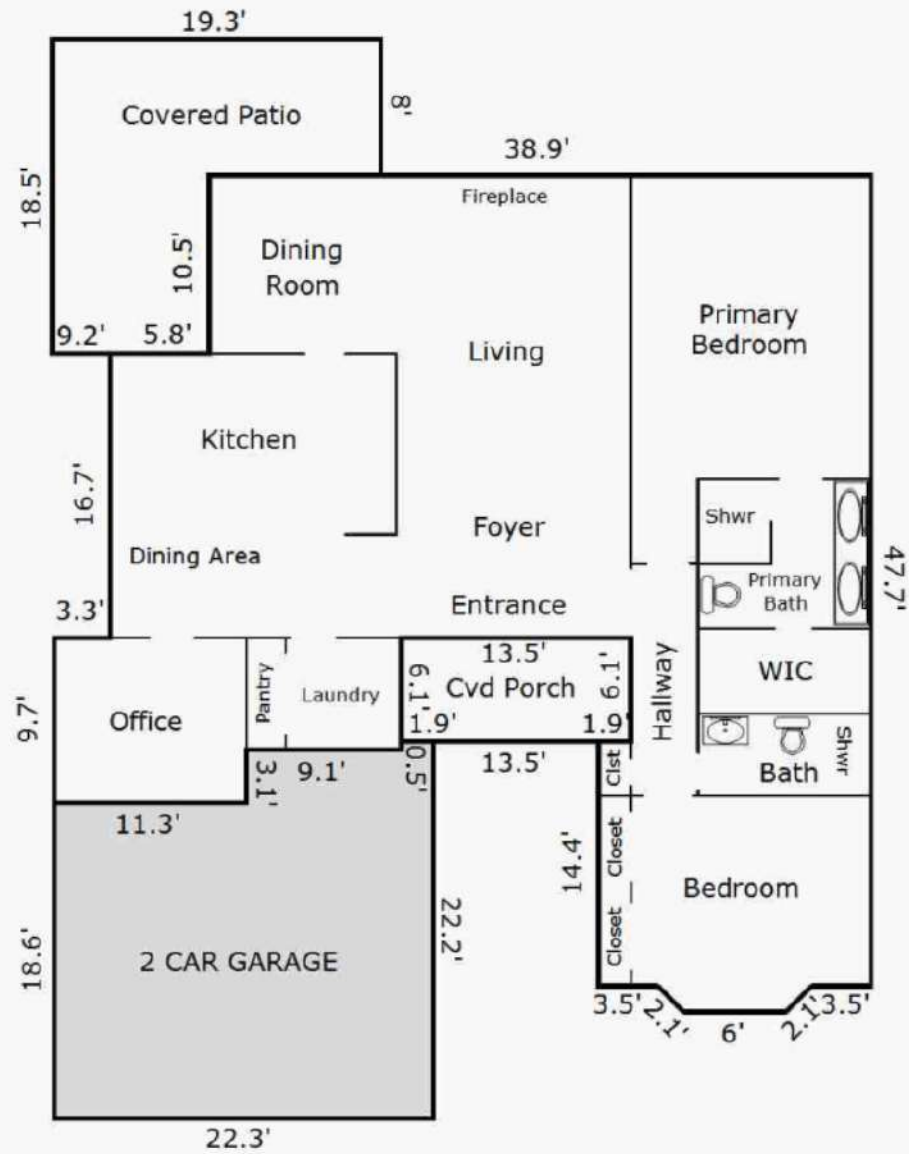 19.3'
Covered Patio
8'
38.9'
18.5'
Fireplace
10.5'
Dining
Room
Primary
Bedroom
9.2'
5.8'
Living
Kitchen
16.7'
Shwr
Foyer
Dining Area
47.7'
Primary
Bath
3.3'
Entrance
13.5'
6.1'
Cvd Porch
6.1'
1.9'
1.9'
Hallway
WIC
9.7'
Office
Pantry
Laundry
Shwr
Bath
3.1'
9.1'
0.5'
13.5'
Clst
11.3'
14.4'
Closet
Closet
Bedroom
22.2'
18.6'
2 CAR GARAGE
3.5'
2.1'
6'
2.1'
3.5'
22.3'